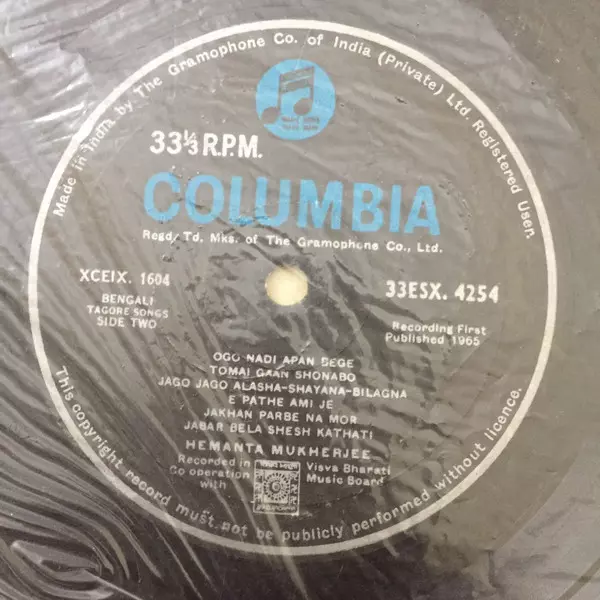 Made in India by The Gramophone Co. of India (Private) Ltd. Registered User.
33⅓ R.P.M.
COLUMBIA
Regd. Td. Mks. of The Gramophone Co., Ltd.
XCEIX. 1604
33ESX. 4254
BENGALI
TAGORE SONGS
SIDE TWO
Recording First
Published 1965
OGO NADI APAN BEGE
TOMAI GAAN SHONABO
JAGO JAGO ALASHA-SHAYANA-BILAGNA
E PATHE AMI JE
JAKHAN PARBE NA MOR
JABAR BELA SHESH KATHATI
HEMANTA MUKHERJEE
Recorded in
Co operation
with
Visva Bharati
Music Board
This copyright record must not be publicly performed without licence.